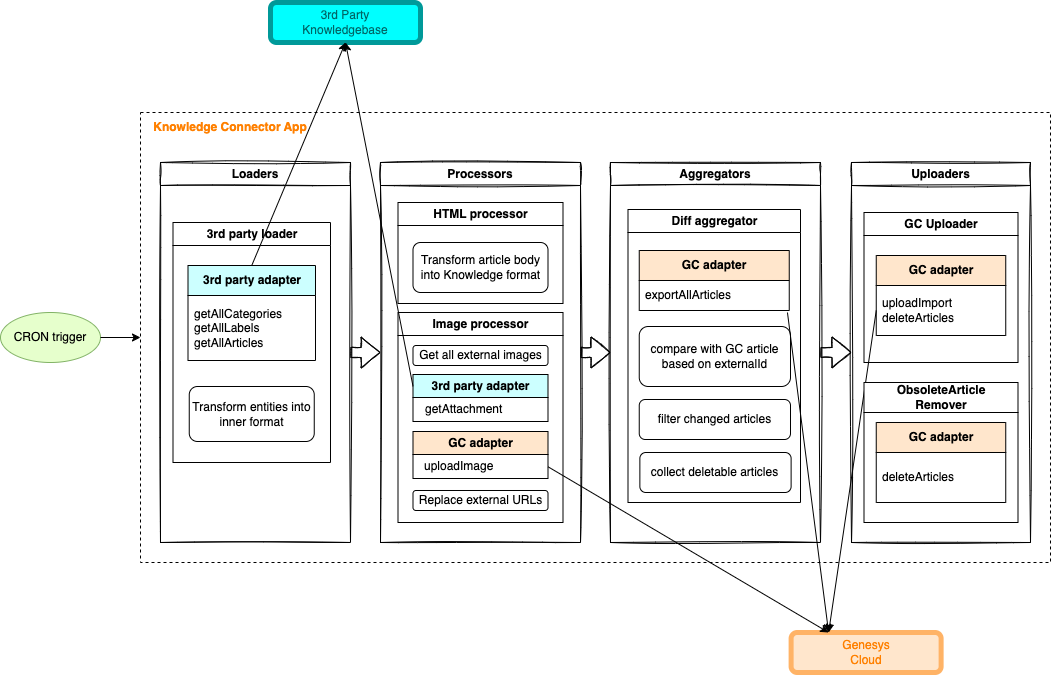 3rd Party
Knowledgebase
Knowledge Connector App
CRON trigger
Loaders
3rd party loader
3rd party adapter
getAllCategories
getAllLabels
getAllArticles
Transform entities into
inner format
Processors
HTML processor
Transform article body
into Knowledge format
Image processor
Get all external images
3rd party adapter
getAttachment
GC adapter
uploadImage
Replace external URLs
Aggregators
Diff aggregator
GC adapter
exportAllArticles
compare with GC article
based on externalId
filter changed articles
collect deletable articles
Uploaders
GC Uploader
GC adapter
uploadImport
deleteArticles
ObsoleteArticle
Remover
GC adapter
deleteArticles
Genesys
Cloud